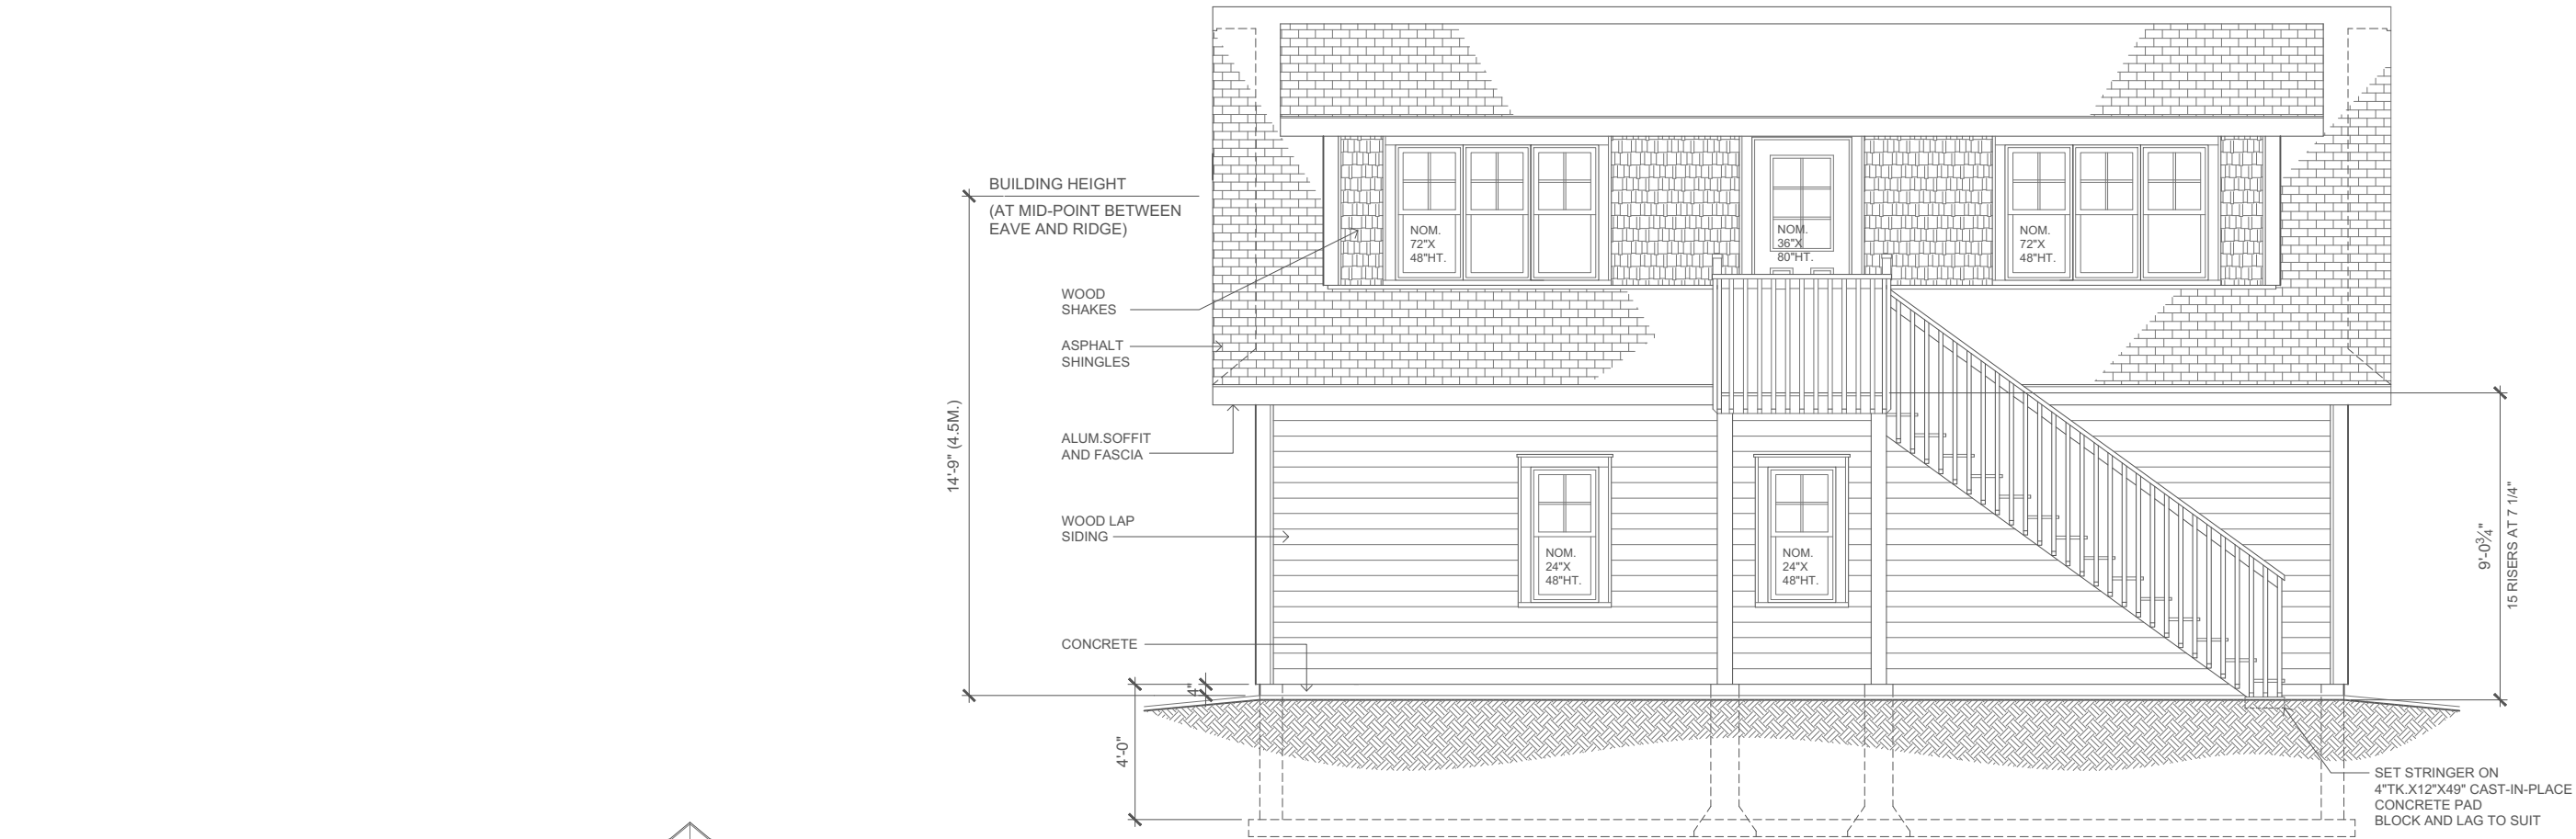 BUILDING HEIGHT
(AT MID-POINT BETWEEN
EAVE AND RIDGE)
WOOD
SHAKES
ASPHALT
SHINGLES
ALUM.SOFFIT
AND FASCIA
WOOD LAP
SIDING
CONCRETE
14'-9" (4.5M.)
4"
4'-0"
NOM.
72"X
48"HT.
NOM.
36"X
80"HT.
NOM.
72"X
48"HT.
NOM.
24"X
48"HT.
NOM.
24"X
48"HT.
9'-0¾"
15 RISERS AT 7 1/4"
SET STRINGER ON
4"TK.X12"X49" CAST-IN-PLACE
CONCRETE PAD
BLOCK AND LAG TO SUIT